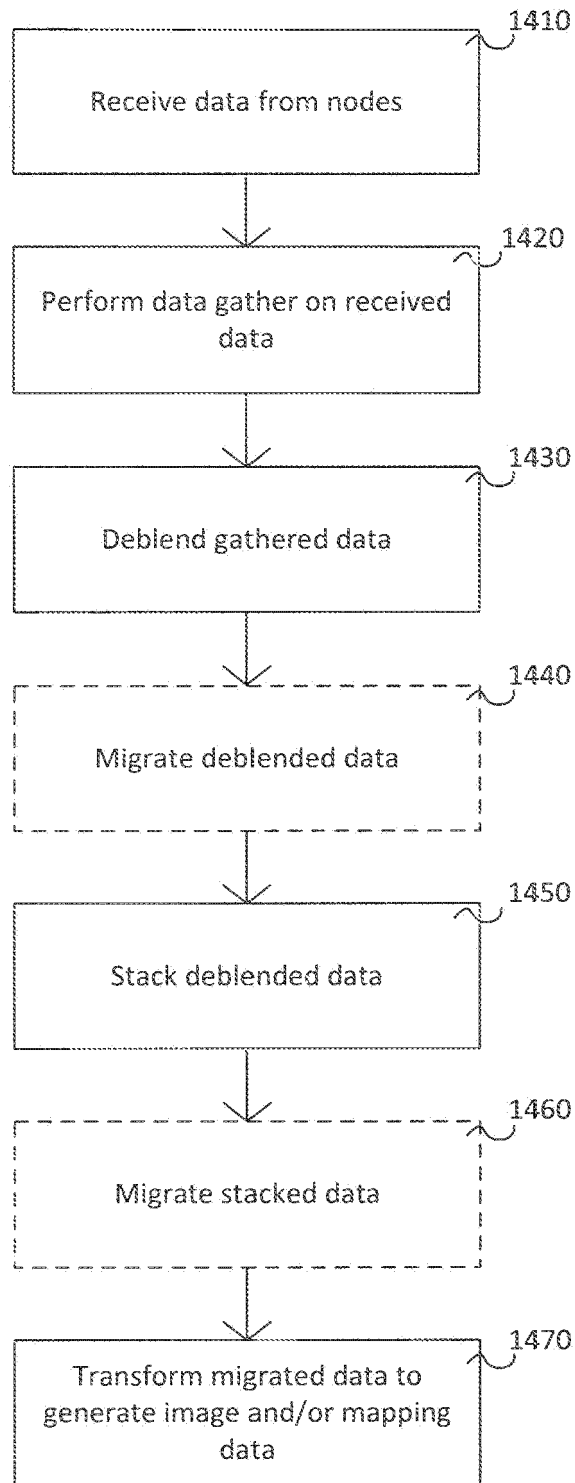 1410
Receive data from nodes
1420
Perform data gather on received
data
1430
Deblend gathered data
1440
Migrate deblended data
1450
Stack deblended data
1460
Migrate stacked data
1470
Transform migrated data to
generate image and/or mapping
data